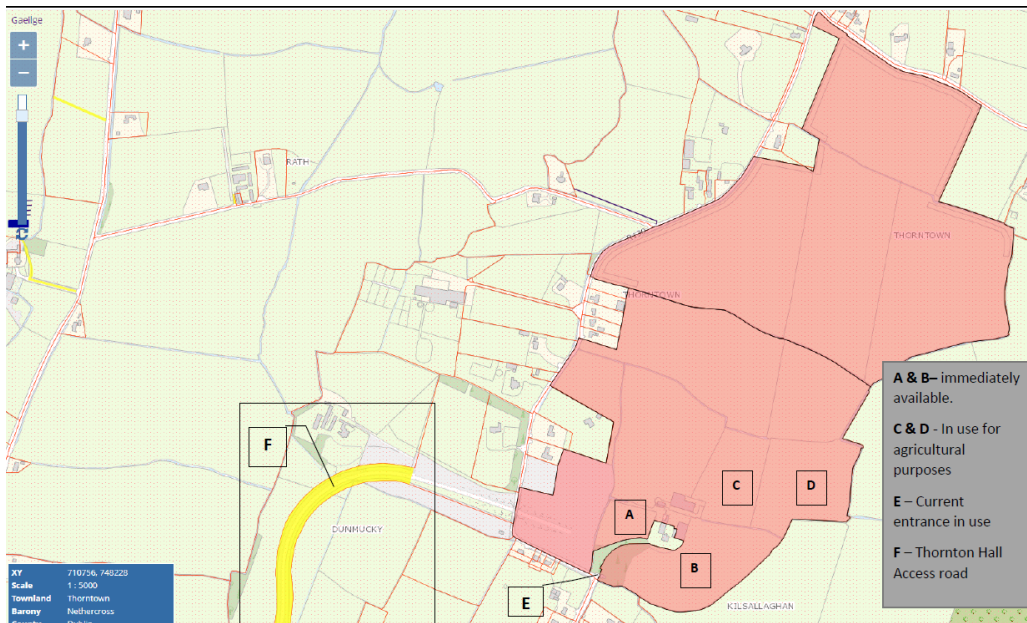 Gaeilge
+
−
RATH
THORNTOWN
THORNTOWN
F
DUNMUCKY
C
D
A
B
E
KILSALLAGHAN
A & B– immediately
available.
C & D - In use for
agricultural
purposes
E – Current
entrance in use
F – Thornton Hall
Access road
XY 710756, 748228
Scale 1 : 5000
Townland Thorntown
Barony Nethercross